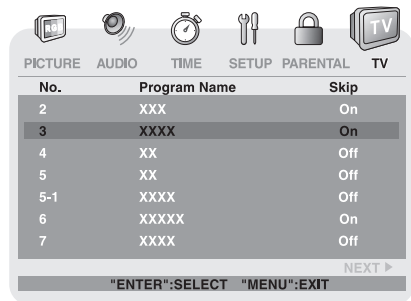 PICTURE AUDIO TIME SETUP PARENTAL TV
No. Program Name Skip
2 XXX On
3 XXXX On
4 XX Off
5 XX Off
5-1 XXXX Off
6 XXXXX On
7 XXXX Off
NEXT ▶
"ENTER":SELECT "MENU":EXIT